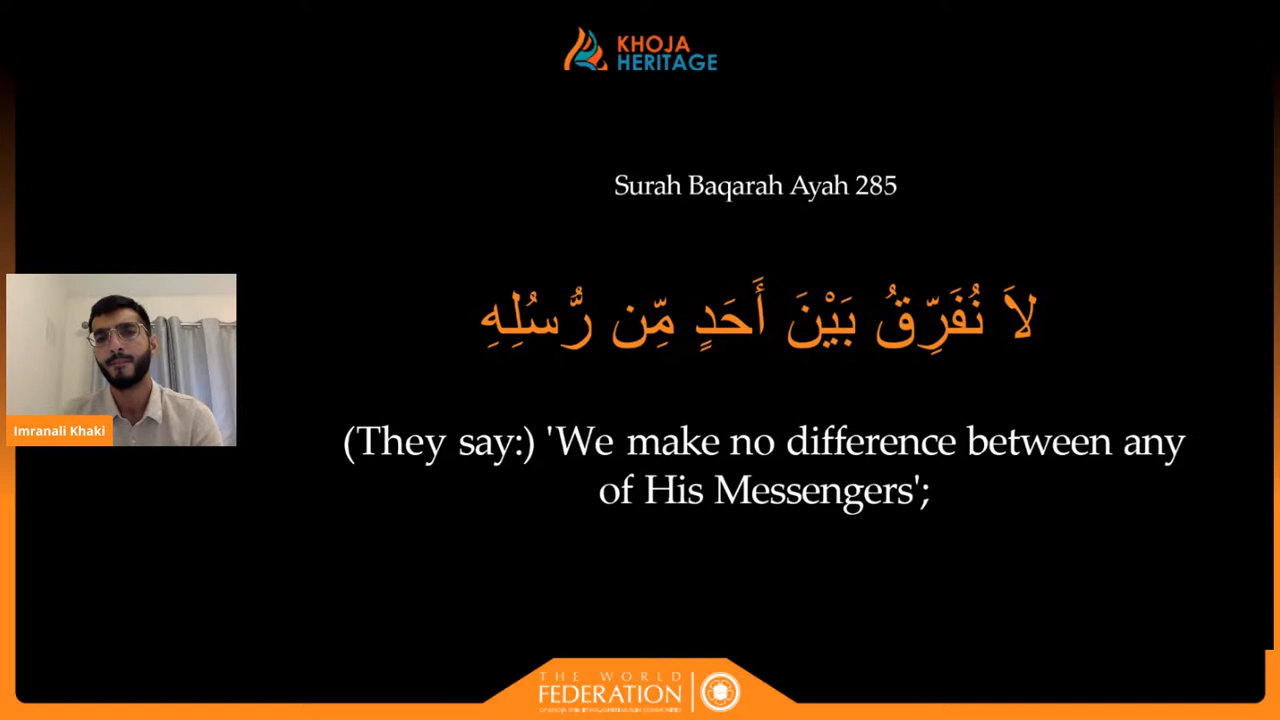 KHOJA
HERITAGE
Surah Baqarah Ayah 285
لاَ نُفَرِّقُ بَيْنَ أَحَدٍ مِّن رُّسُلِهِ
Imranali Khaki
(They say:) 'We make no difference between any
of His Messengers';
THE WORLD
FEDERATION